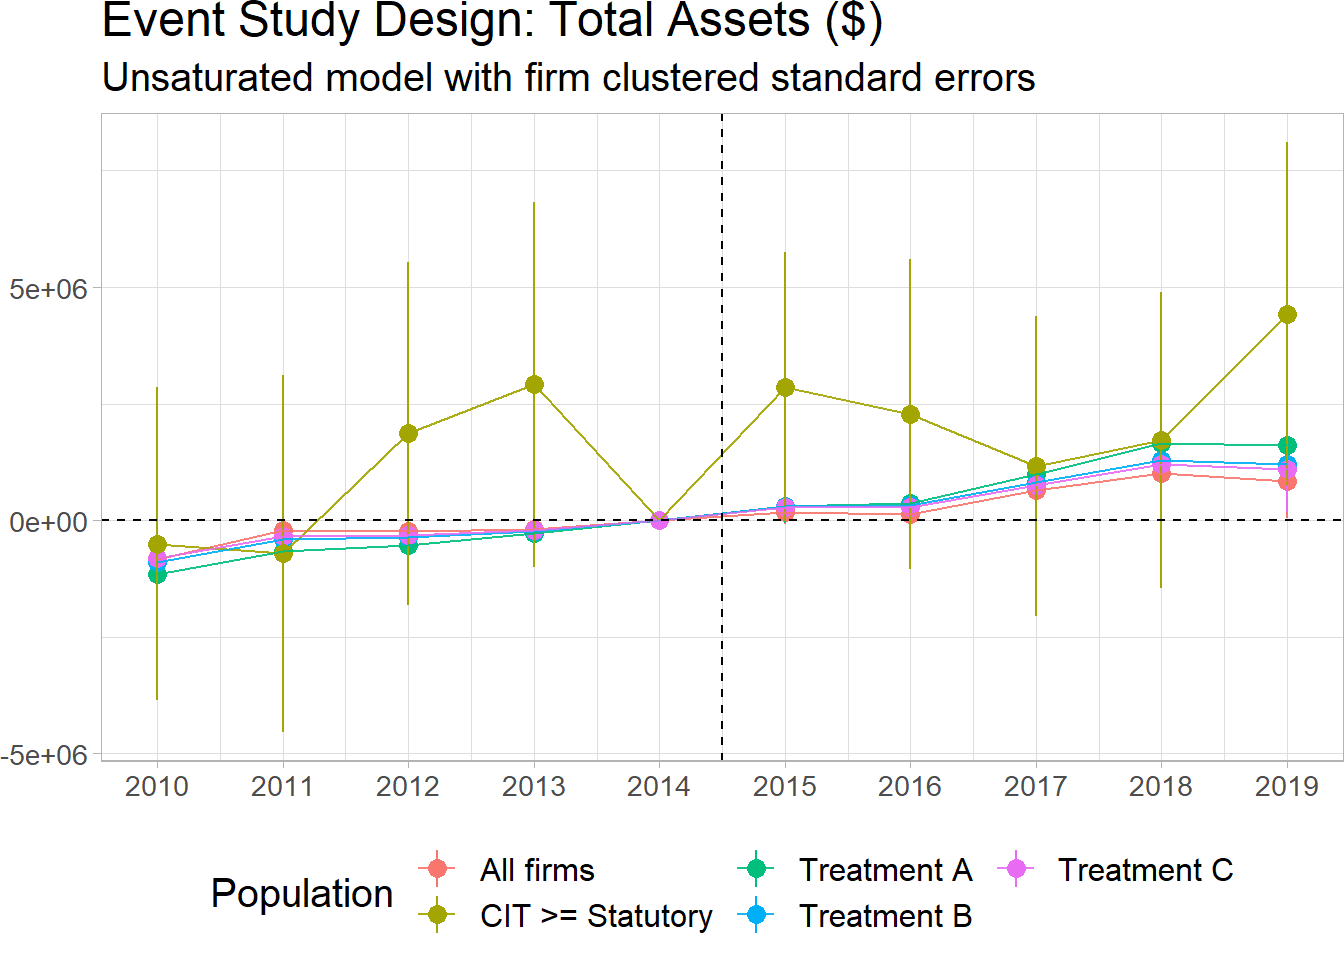 Event Study Design: Total Assets ($)
Unsaturated model with firm clustered standard errors
5e+06
0e+00
-5e+06
2010 2011 2012 2013 2014 2015 2016 2017 2018 2019
Population
All firms Treatment A Treatment C
CIT >= Statutory Treatment B